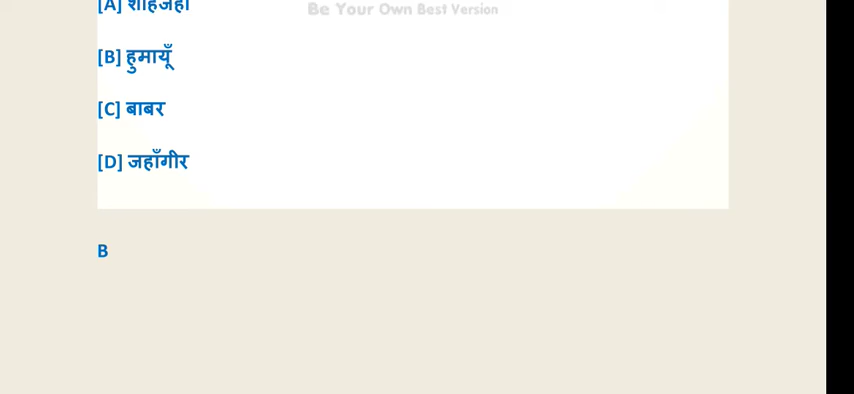 [A] शाहजहाँ
Be Your Own Best Version
[B] हुमायूँ
[C] बाबर
[D] जहाँगीर
B